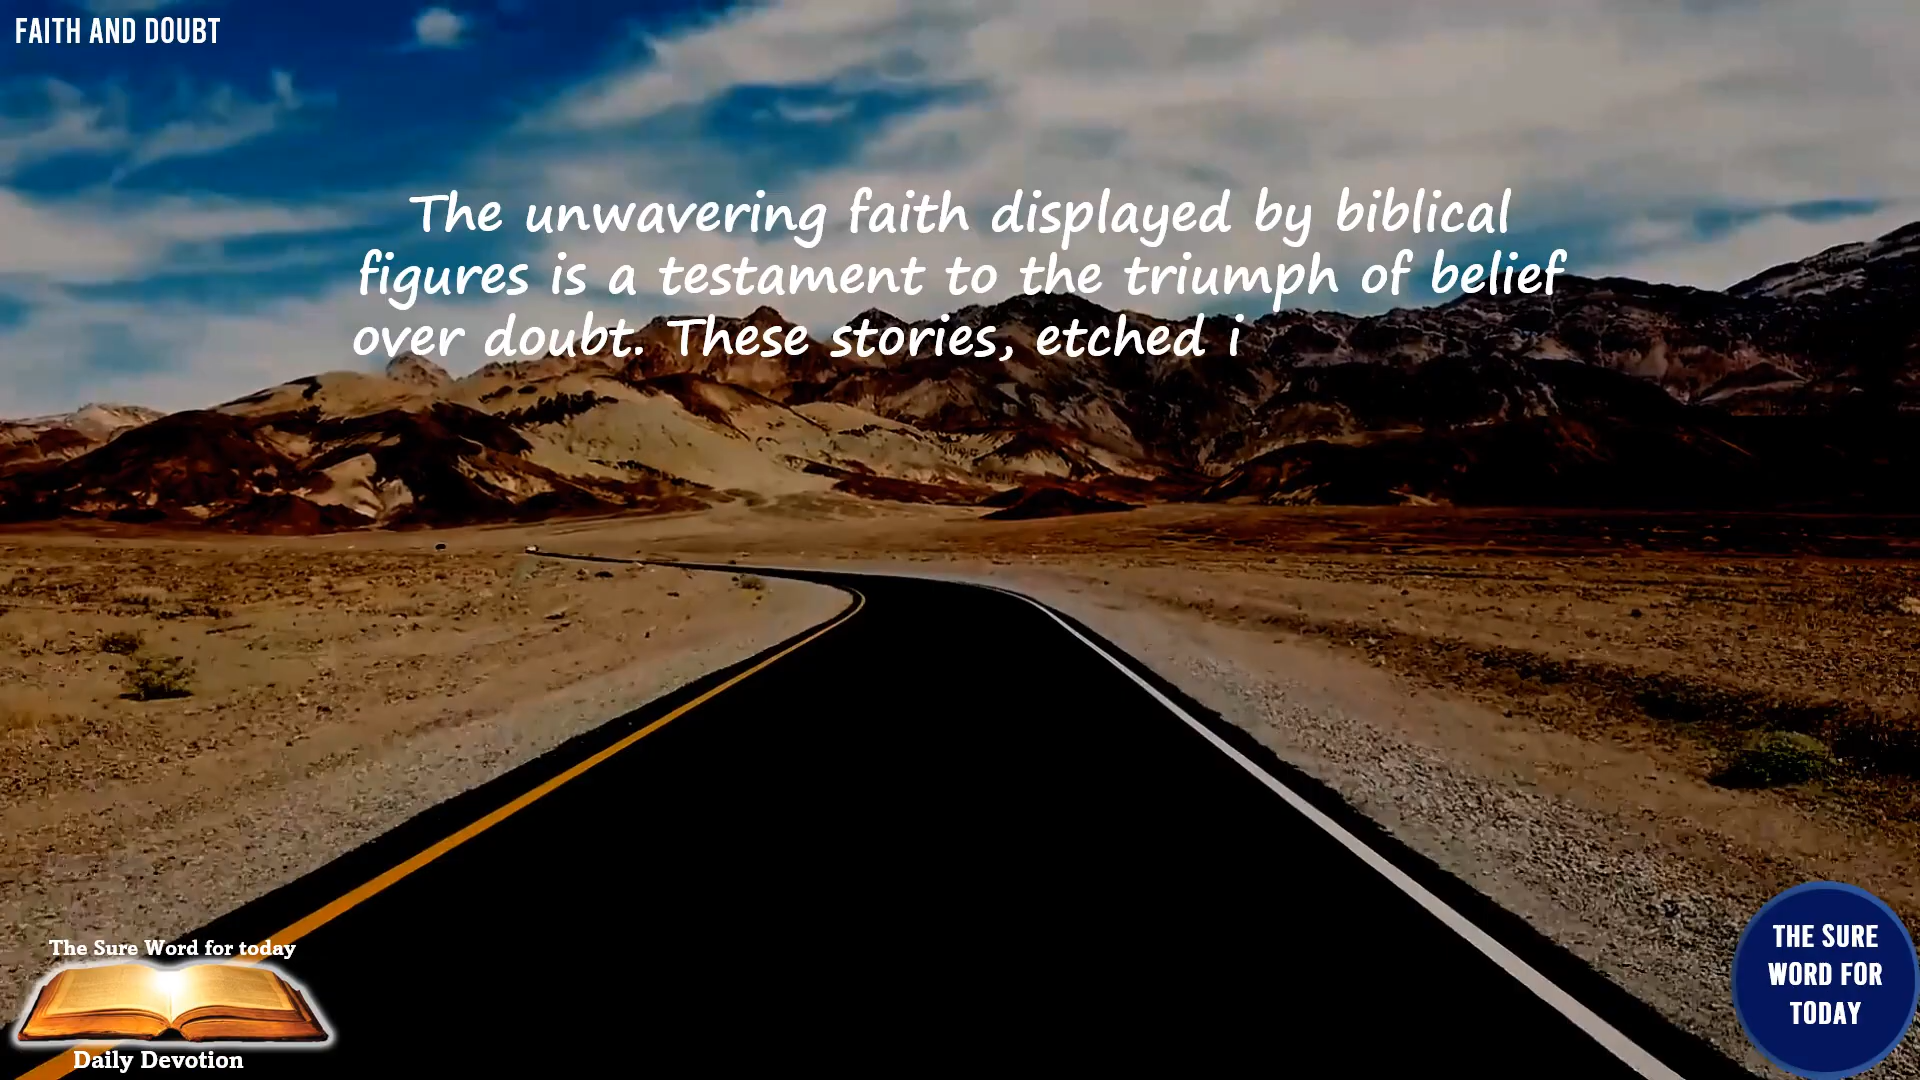 FAITH AND DOUBT
The unwavering faith displayed by biblical
figures is a testament to the triumph of belief
over doubt. These stories, etched i
The Sure Word for today
Daily Devotion
THE SURE
WORD FOR
TODAY